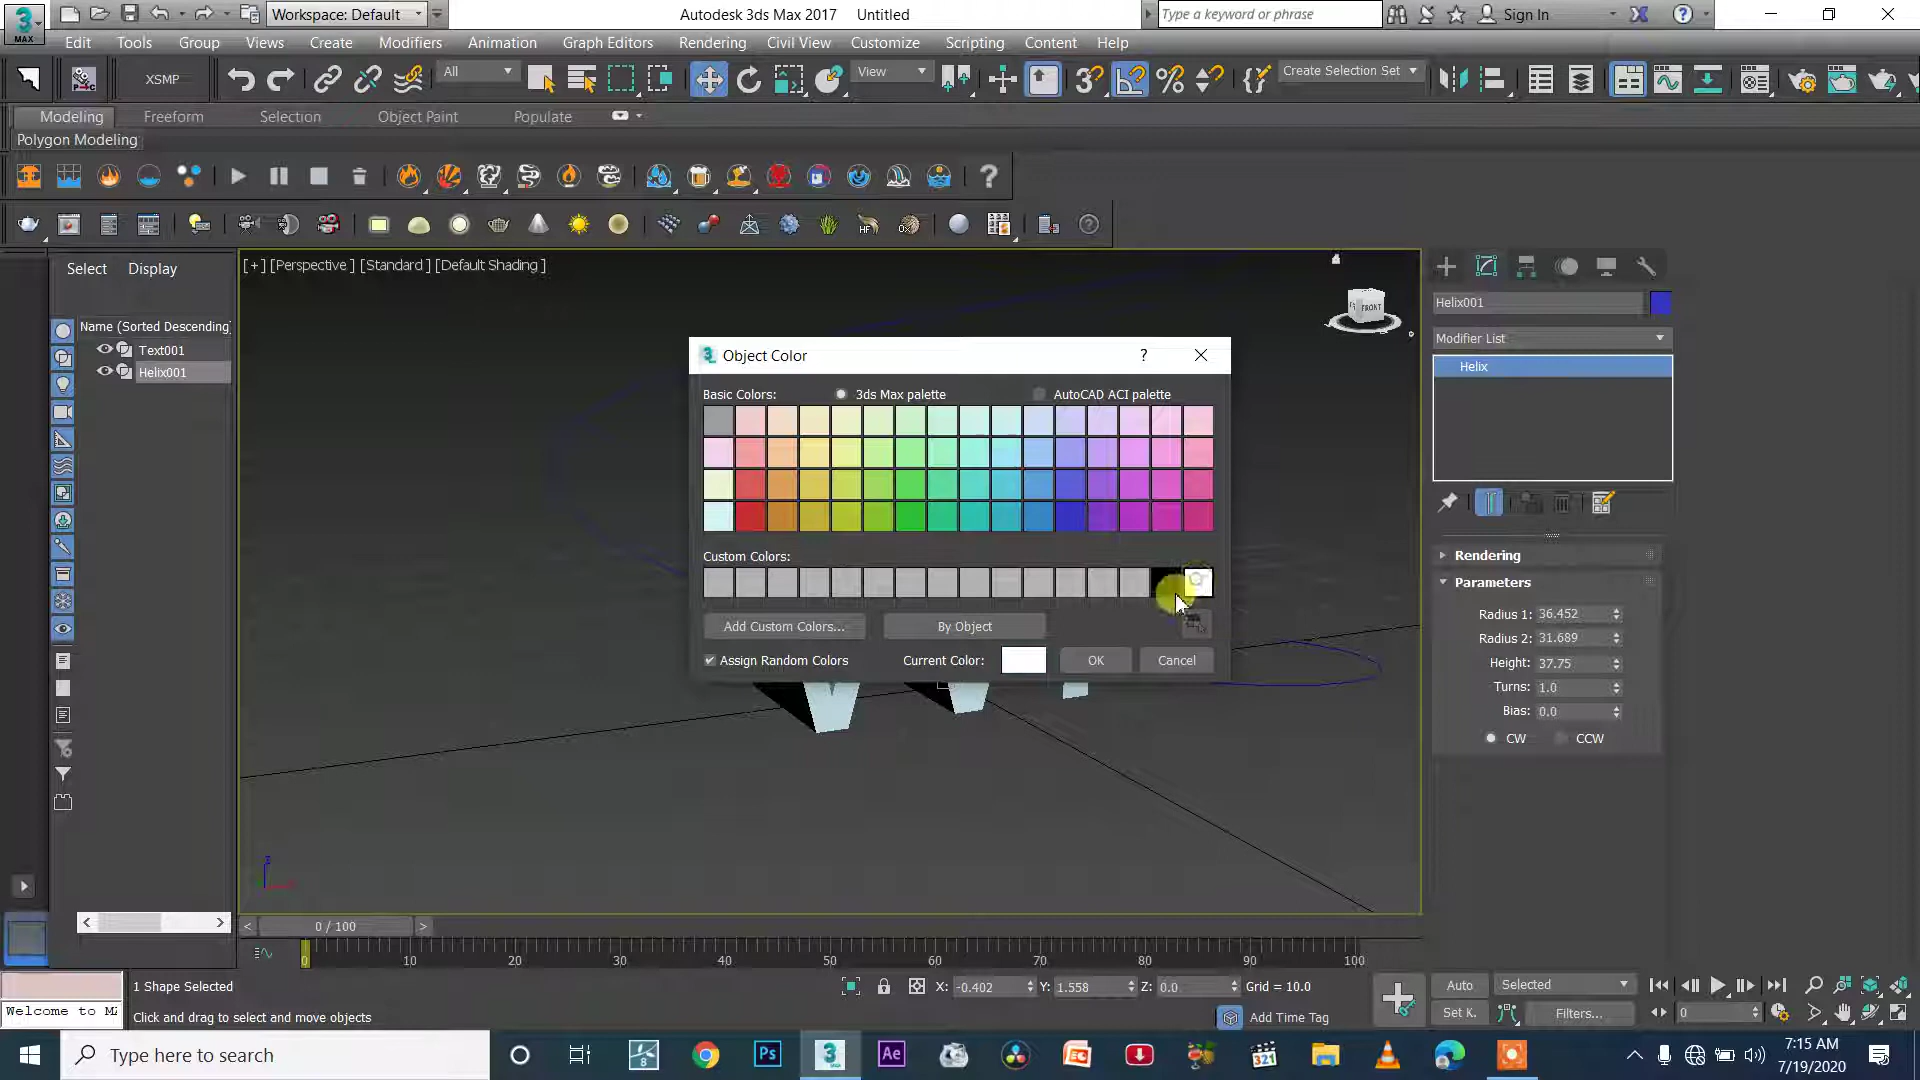 Workspace: Default
Autodesk 3ds Max 2017 Untitled
Type a keyword or phrase
Sign In
MAX
Edit Tools Group Views Create Modifiers Animation Graph Editors Rendering Civil View Customize Scripting Content Help
XSMP
All
View
Create Selection Set
Modeling Freeform Selection Object Paint Populate
Polygon Modeling
Select Display
[+] [Perspective ] [Standard ] [Default Shading ]
FRONT
Name (Sorted Descending)
Text001
Helix001
Object Color
?
Basic Colors: 3ds Max palette AutoCAD ACI palette
Custom Colors:
Add Custom Colors... By Object
Assign Random Colors Current Color: OK Cancel
Helix001
Modifier List
Helix
Rendering
Parameters
Radius 1: 36.452
Radius 2: 31.689
Height: 37.75
Turns: 1.0
Bias: 0.0
CW CCW
z
< >
< 0 / 100 >
0 10 20 30 40 50 60 70 80 90 100
1 Shape Selected
X: -0.402 Y: 1.558 Z: 0.0 Grid = 10.0
Auto Selected
Welcome to MA
Click and drag to select and move objects
Add Time Tag
Set K. Filters... 0
Type here to search
Ps
Ae
321
7:15 AM
7/19/2020